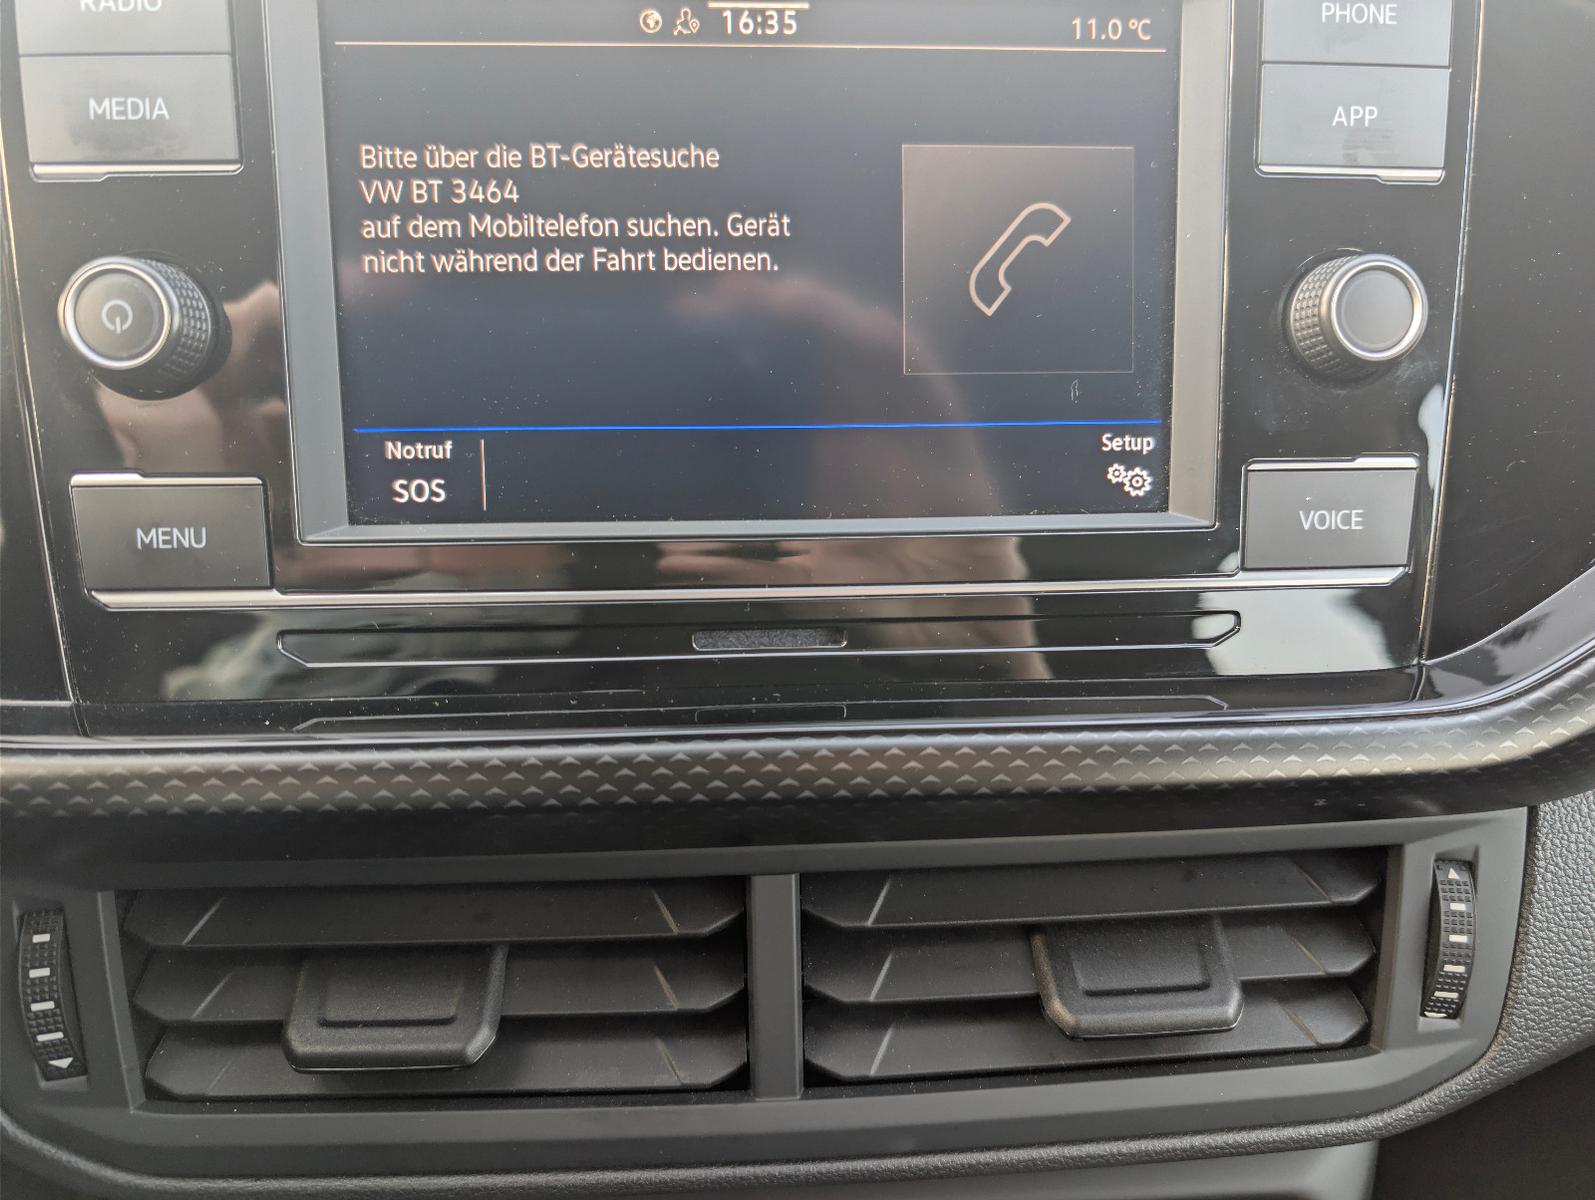 RADIO
MEDIA
MENU
16:35
11.0 °C
Bitte über die BT-Gerätesuche
VW BT 3464
auf dem Mobiltelefon suchen. Gerät
nicht während der Fahrt bedienen.
Notruf
SOS
Setup
PHONE
APP
VOICE